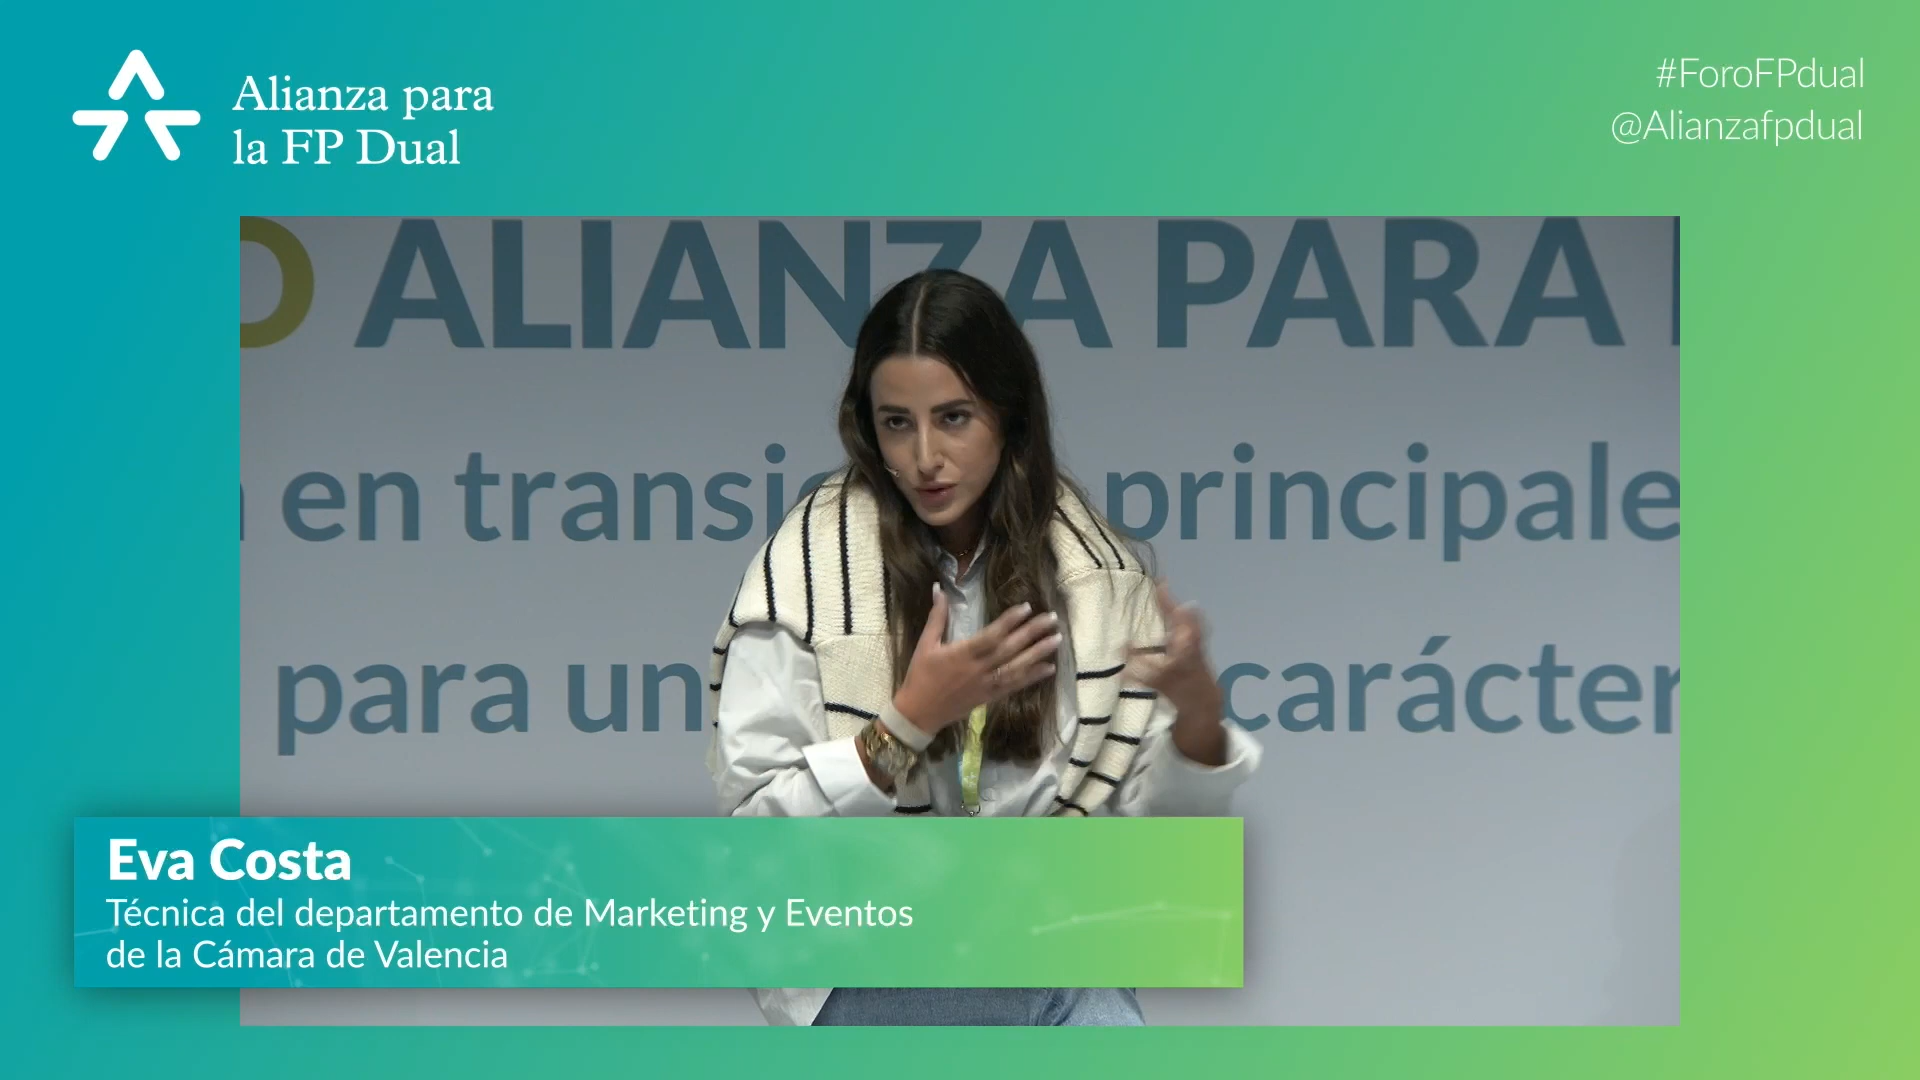 Alianza para
la FP Dual
#ForoFPdual
@Alianzafpdual
ALIANZA PARA
en transi principale
para un carácter
Eva Costa
Técnica del departamento de Marketing y Eventos
de la Cámara de Valencia